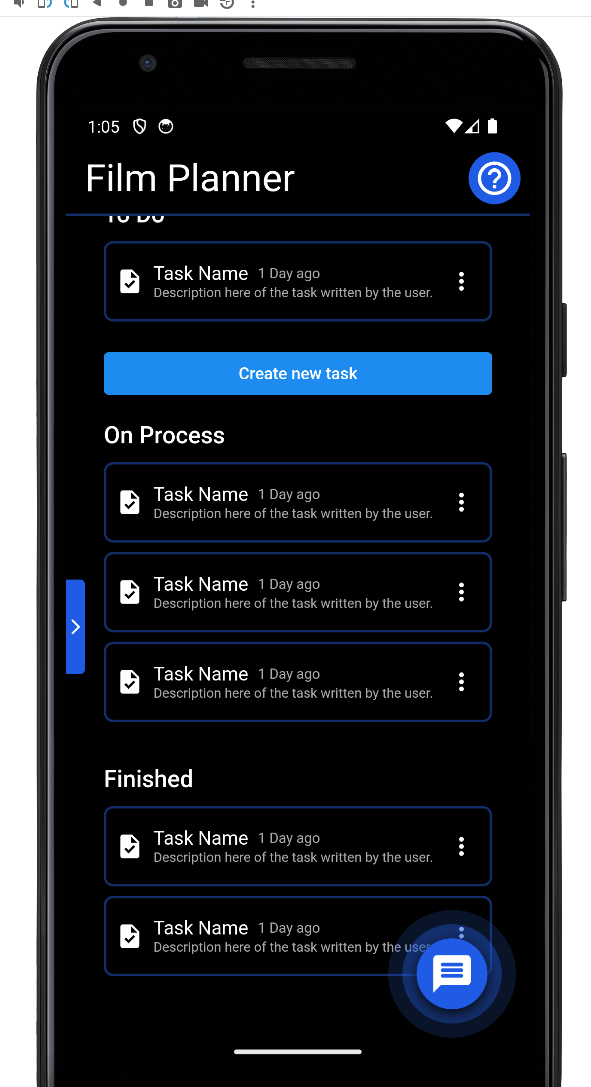 1:05
Film Planner
To Do
Task Name 1 Day ago
Description here of the task written by the user.
Create new task
On Process
Task Name 1 Day ago
Description here of the task written by the user.
Task Name 1 Day ago
Description here of the task written by the user.
Task Name 1 Day ago
Description here of the task written by the user.
Finished
Task Name 1 Day ago
Description here of the task written by the user.
Task Name 1 Day ago
Description here of the task written by the user